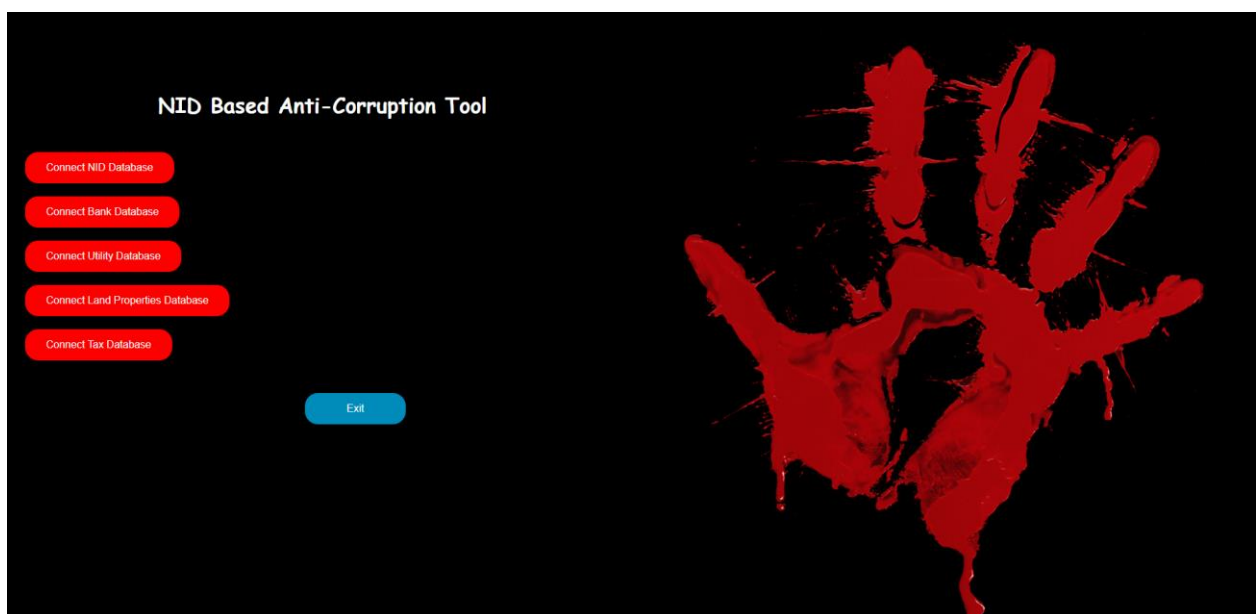 NID Based Anti-Corruption Tool
Connect NID Database
Connect Bank Database
Connect Utility Database
Connect Land Properties Database
Connect Tax Database
Exit